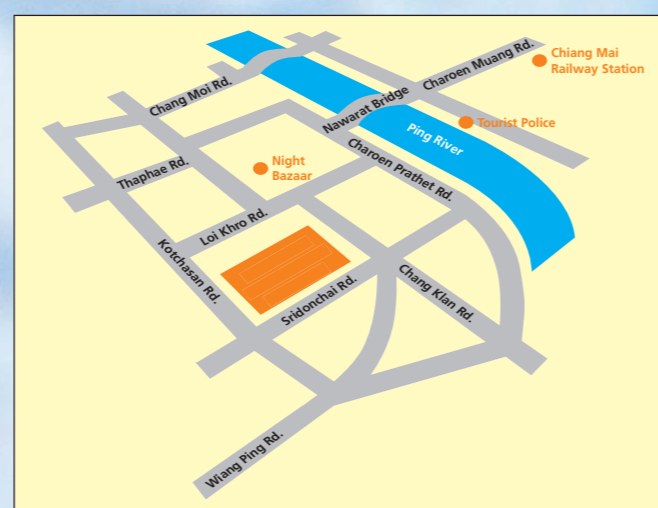 Chang Moi Rd.
Charoen Muang Rd.
Chiang Mai
Railway Station
Nawarat Bridge
Tourist Police
Ping River
Night
Bazaar
Thaphae Rd.
Charoen Prathet Rd.
Loi Khro Rd.
Kotchasan Rd.
Sridonchai Rd.
Chang Klan Rd.
Wiang Ping Rd.